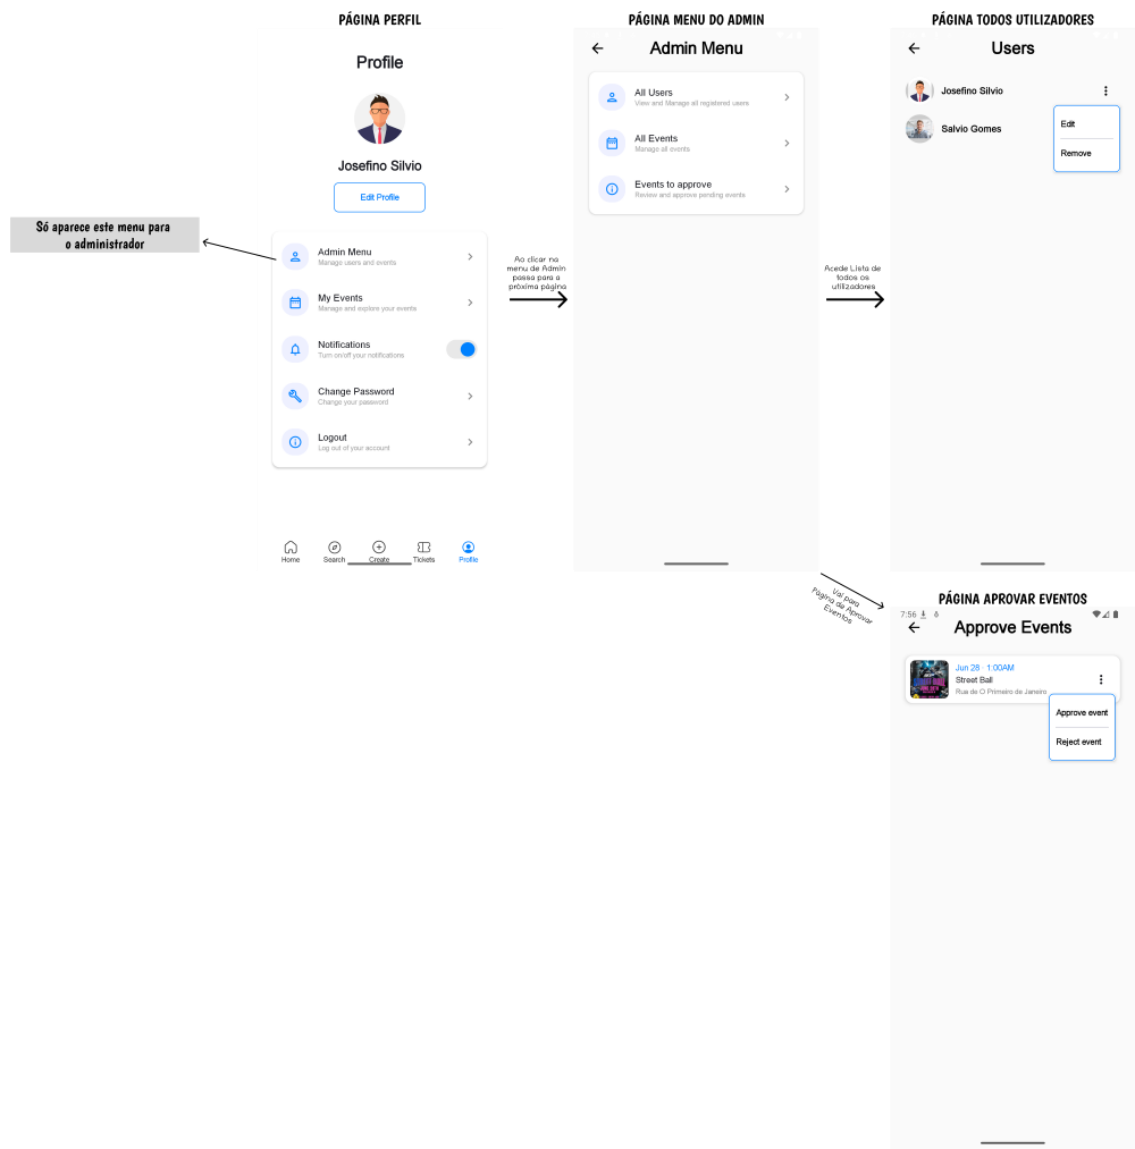 PÁGINA PERFIL
Profile
Josefino Silvio
Edit Profile
Só aparece este menu para
o administrador
Admin Menu
Manage users and events
My Events
Manage and explore your events
Notifications
Turn on/off your notifications
Change Password
Change your password
Logout
Log out of your account
Home
Search
Create
Tickets
Profile
Ao clicar na
menu de Admin
passa para a
próxima página
PÁGINA MENU DO ADMIN
Admin Menu
All Users
View and Manage all registered users
All Events
Manage all events
Events to approve
Review and approve pending events
Acede Lista de
todos os
utilizadores
PÁGINA TODOS UTILIZADORES
Users
Josefino Silvio
Salvio Gomes
Edit
Remove
Vai para
Página de Aprovar
Eventos
PÁGINA APROVAR EVENTOS
7:56
Approve Events
Jun 28 · 1:00AM
Street Ball
Rua de O Primeiro de Janeiro
Approve event
Reject event